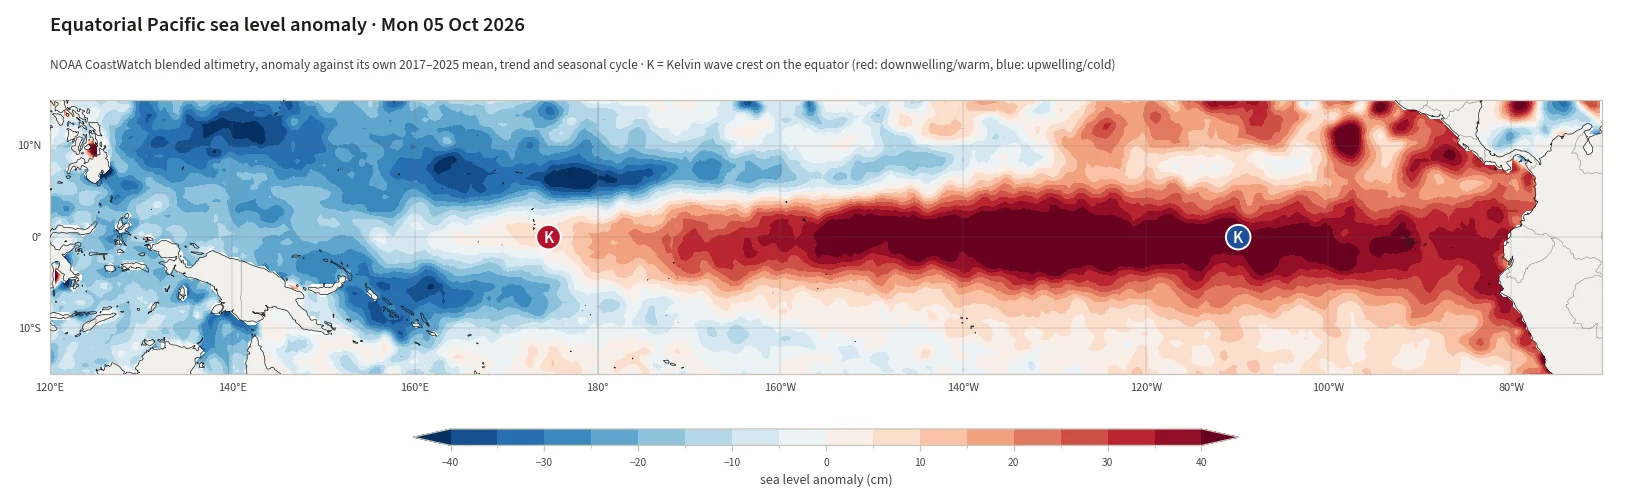 Equatorial Pacific sea level anomaly · Mon 05 Oct 2026
NOAA CoastWatch blended altimetry, anomaly against its own 2017–2025 mean, trend and seasonal cycle · K = Kelvin wave crest on the equator (red: downwelling/warm, blue: upwelling/cold)
10°N
0°
K K
10°S
120°E 140°E 160°E 180° 160°W 140°W 120°W 100°W 80°W
−40 −30 −20 −10 0 10 20 30 40
sea level anomaly (cm)